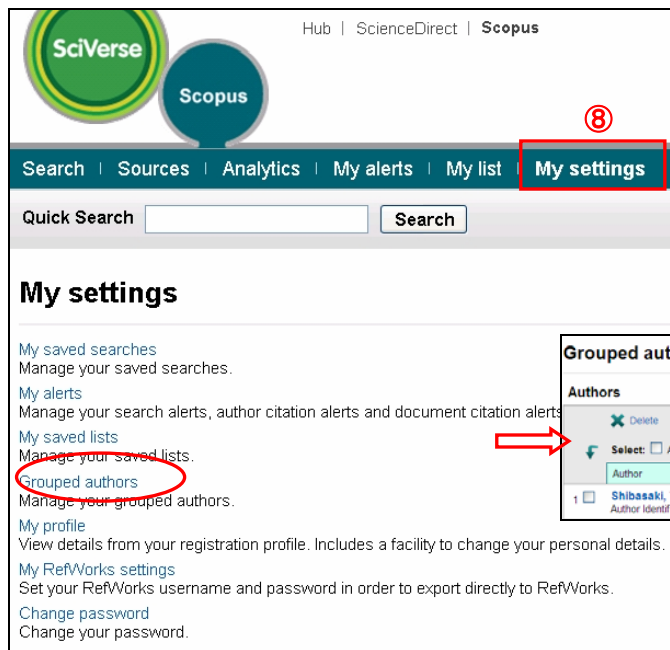 SciVerse
Hub | ScienceDirect | Scopus
Scopus
⑧
Search | Sources | Analytics | My alerts | My list | My settings
Quick Search Search
My settings
My saved searches
Manage your saved searches.
My alerts
Manage your search alerts, author citation alerts and document citation alerts
My saved lists
Manage your saved lists.
Grouped authors
Manage your grouped authors.
My profile
View details from your registration profile. Includes a facility to change your personal details.
My RefWorks settings
Set your RefWorks username and password in order to export directly to RefWorks.
Change password
Change your password.
Grouped aut
Authors
Delete
Select: A
Author
1 Shibasaki,
Author Identif